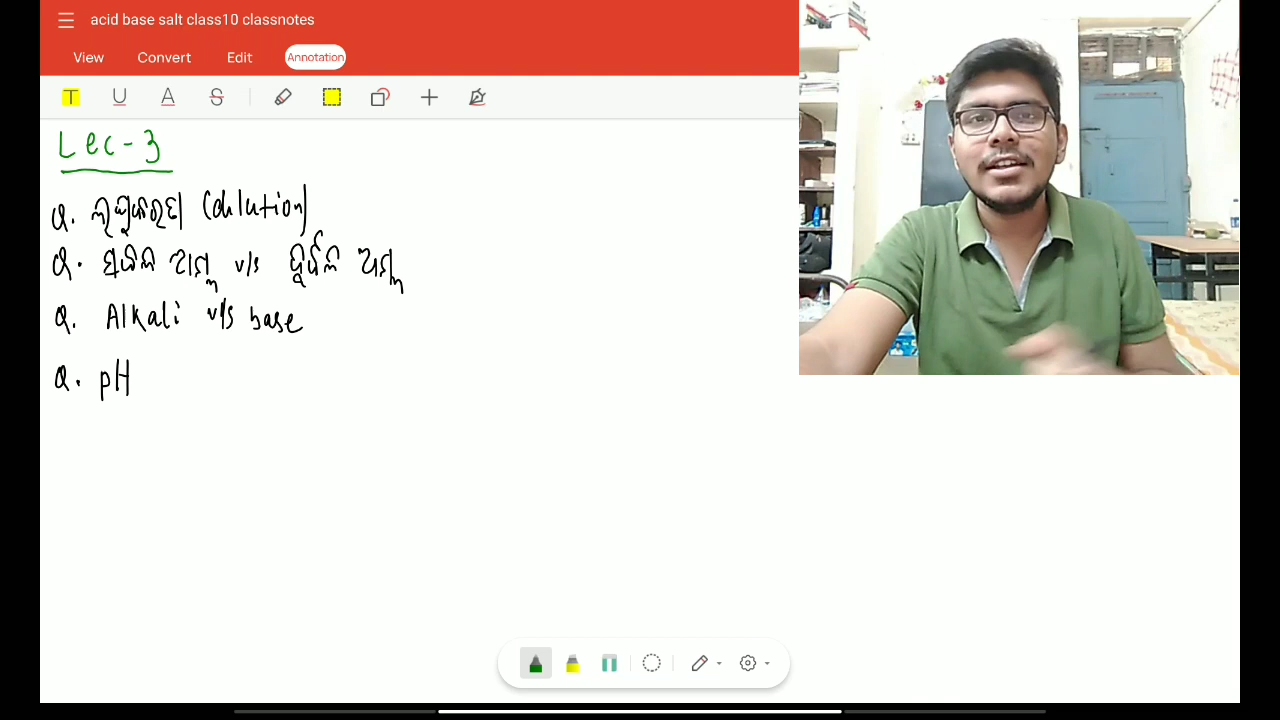 acid base salt class10 classnotes
View Convert Edit Annotation
T U A S
Lec-3
Q. ଲଘୁକରଣ (dilution)
Q. ସବଳ ଅମ୍ଳ v/s ଦୁର୍ବଳ ଅମ୍ଳ
Q. Alkali v/s base
Q. pH